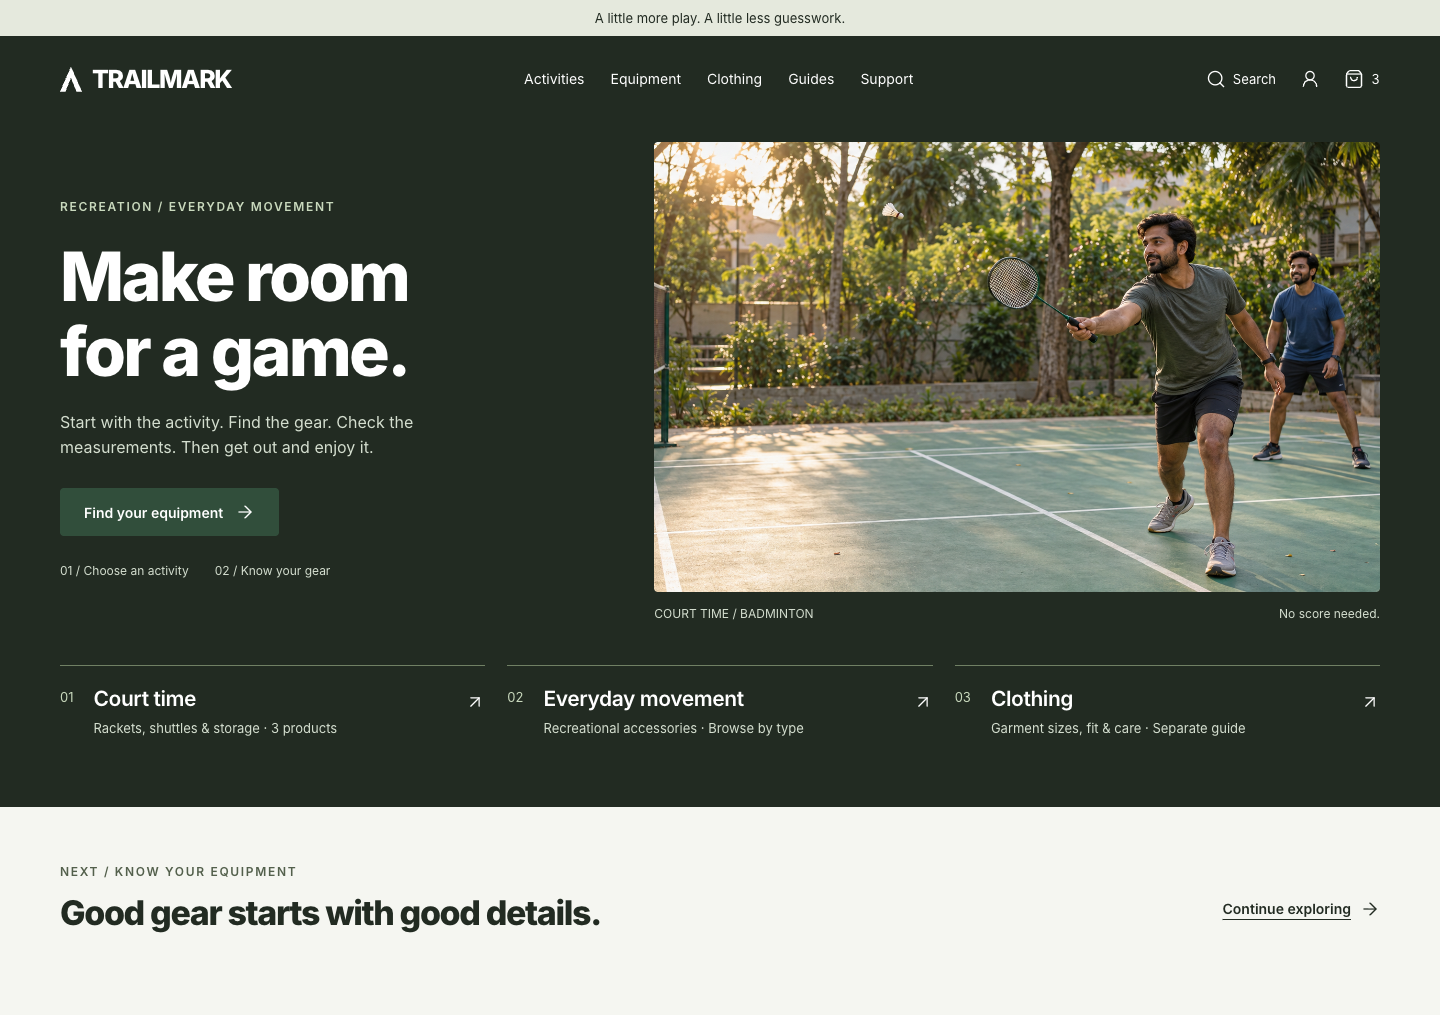 A little more play. A little less guesswork.
TRAILMARK
Activities
Equipment
Clothing
Guides
Support
Search
3
RECREATION / EVERYDAY MOVEMENT
Make room
for a game.
Start with the activity. Find the gear. Check the
measurements. Then get out and enjoy it.
Find your equipment
01 / Choose an activity
02 / Know your gear
COURT TIME / BADMINTON
No score needed.
01
Court time
Rackets, shuttles & storage · 3 products
02
Everyday movement
Recreational accessories · Browse by type
03
Clothing
Garment sizes, fit & care · Separate guide
NEXT / KNOW YOUR EQUIPMENT
Good gear starts with good details.
Continue exploring